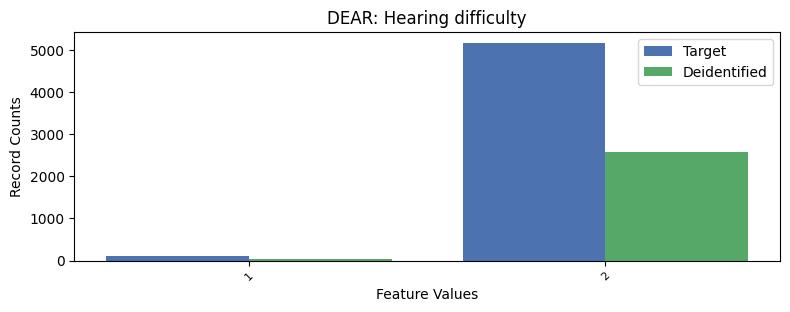 DEAR: Hearing difficulty
5000
4000
3000
2000
1000
0
Record Counts
Target
Deidentified
1
2
Feature Values